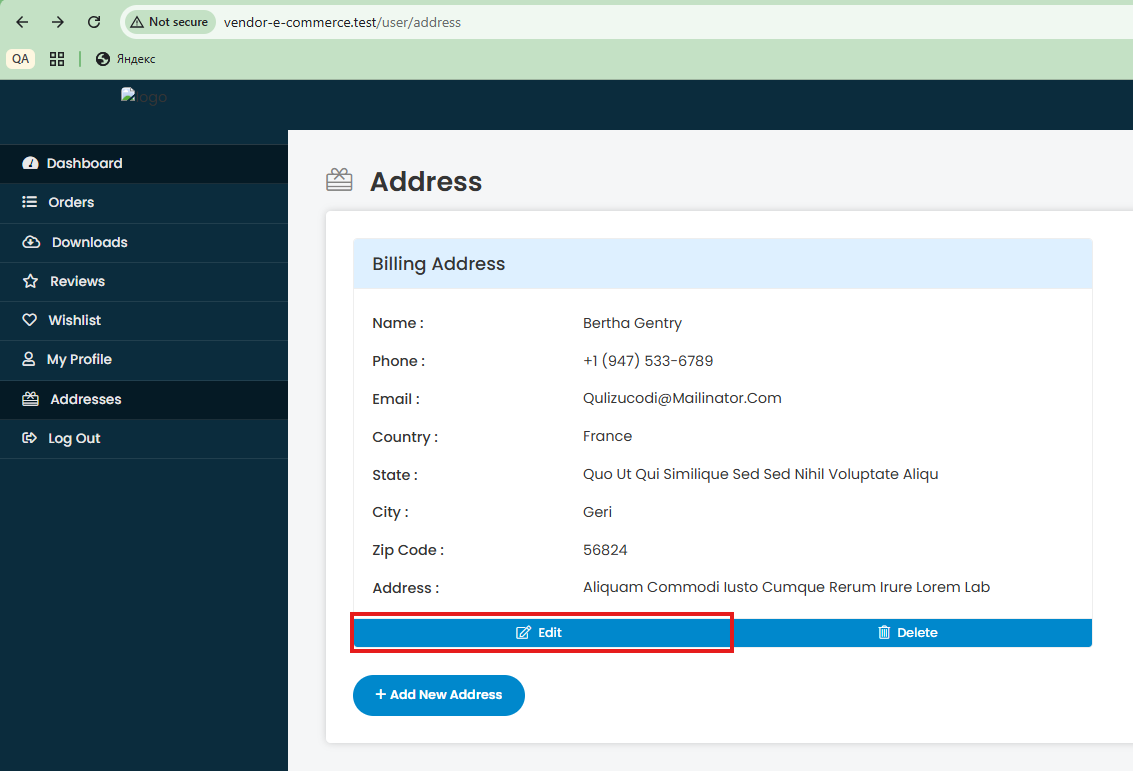 Not secure vendor-e-commerce.test/user/address
QA Яндекс
logo
Dashboard
Orders
Downloads
Reviews
Wishlist
My Profile
Addresses
Log Out
Address
Billing Address
Name : Bertha Gentry
Phone : +1 (947) 533-6789
Email : Qulizucodi@Mailinator.Com
Country : France
State : Quo Ut Qui Similique Sed Sed Nihil Voluptate Aliqu
City : Geri
Zip Code : 56824
Address : Aliquam Commodi Iusto Cumque Rerum Irure Lorem Lab
Edit Delete
+ Add New Address